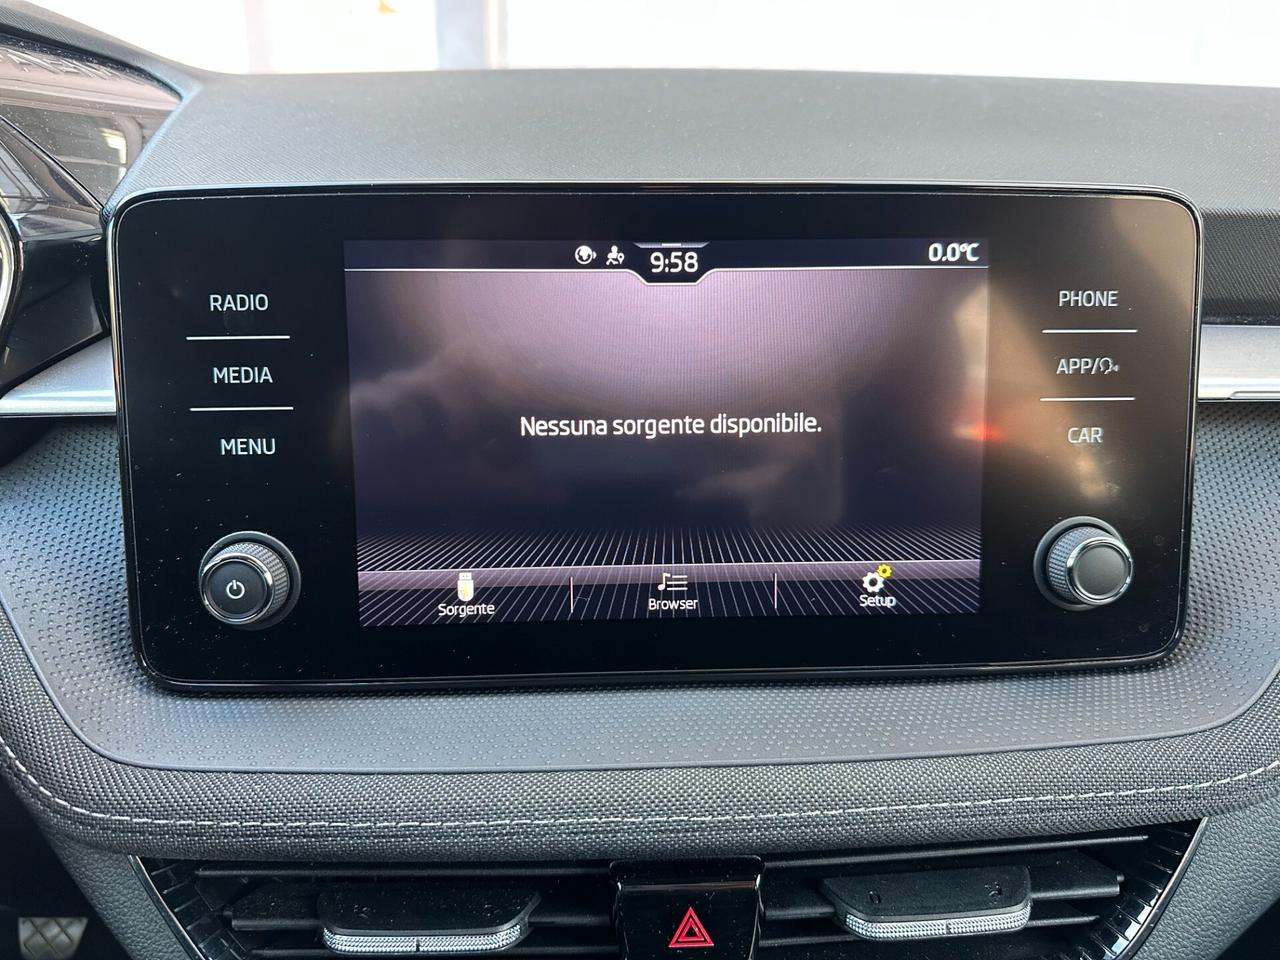 9:58
0.0°C
RADIO
MEDIA
MENU
PHONE
APP/
CAR
Nessuna sorgente disponibile.
Sorgente
Browser
Setup